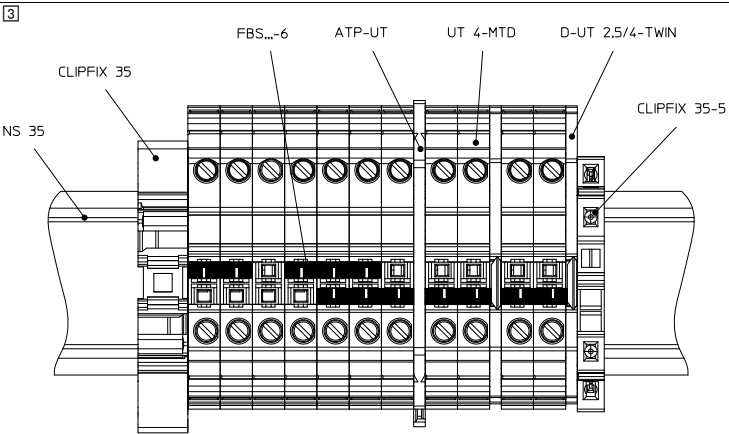 3
FBS...-6
ATP-UT
UT 4-MTD
D-UT 2,5/4-TWIN
CLIPFIX 35
CLIPFIX 35-5
NS 35